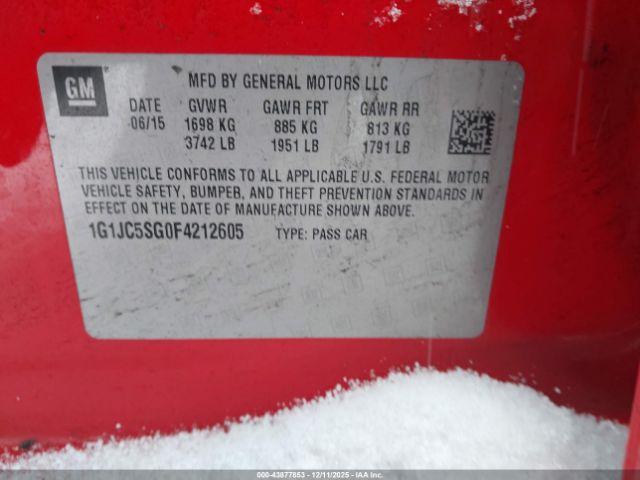 GM
MFD BY GENERAL MOTORS LLC
DATE GVWR GAWR FRT GAWR RR
06/15 1698 KG 885 KG 813 KG
3742 LB 1951 LB 1791 LB
THIS VEHICLE CONFORMS TO ALL APPLICABLE U.S. FEDERAL MOTOR
VEHICLE SAFETY, BUMPER, AND THEFT PREVENTION STANDARDS IN
EFFECT ON THE DATE OF MANUFACTURE SHOWN ABOVE.
1G1JC5SG0F4212605 TYPE: PASS CAR
000-43877853 - 12/11/2025 - IAA Inc.